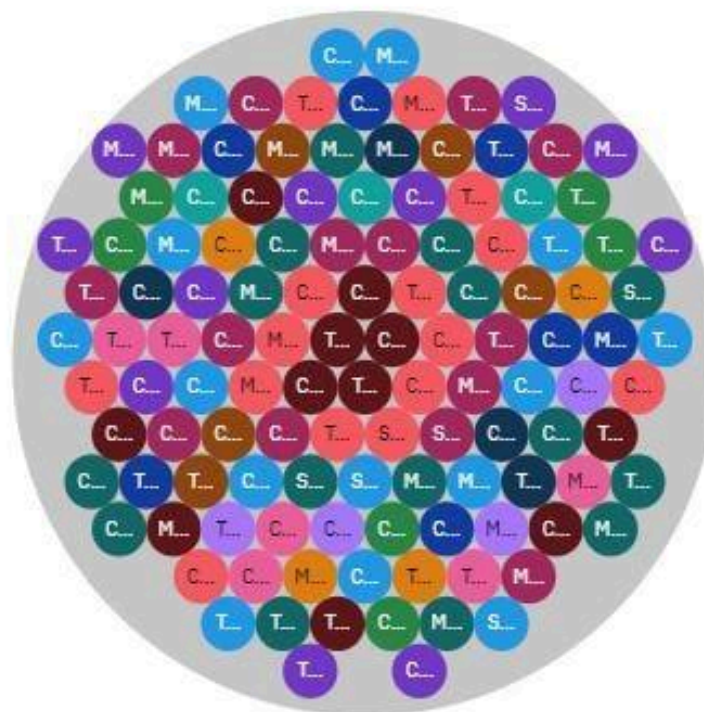 C... M...
M... C... T... C... M... T... S...
M... M... C... M... M... M... C... T... C... M...
M... C... C... C... C... C... T... C... T...
T... C... M... C... C... M... C... C... C... T... T... C...
T... C... C... M... C... C... T... C... C... C... S...
C... T... T... C... M... T... C... C... T... C... M... T...
T... C... C... M... C... T... C... M... C... C... C...
C... C... C... C... T... S... S... C... C... T...
C... T... T... C... S... S... M... M... T... M... T...
C... M... T... C... C... C... C... M... C... M...
C... C... M... C... T... T... M...
T... T... T... C... M... S...
T... C...